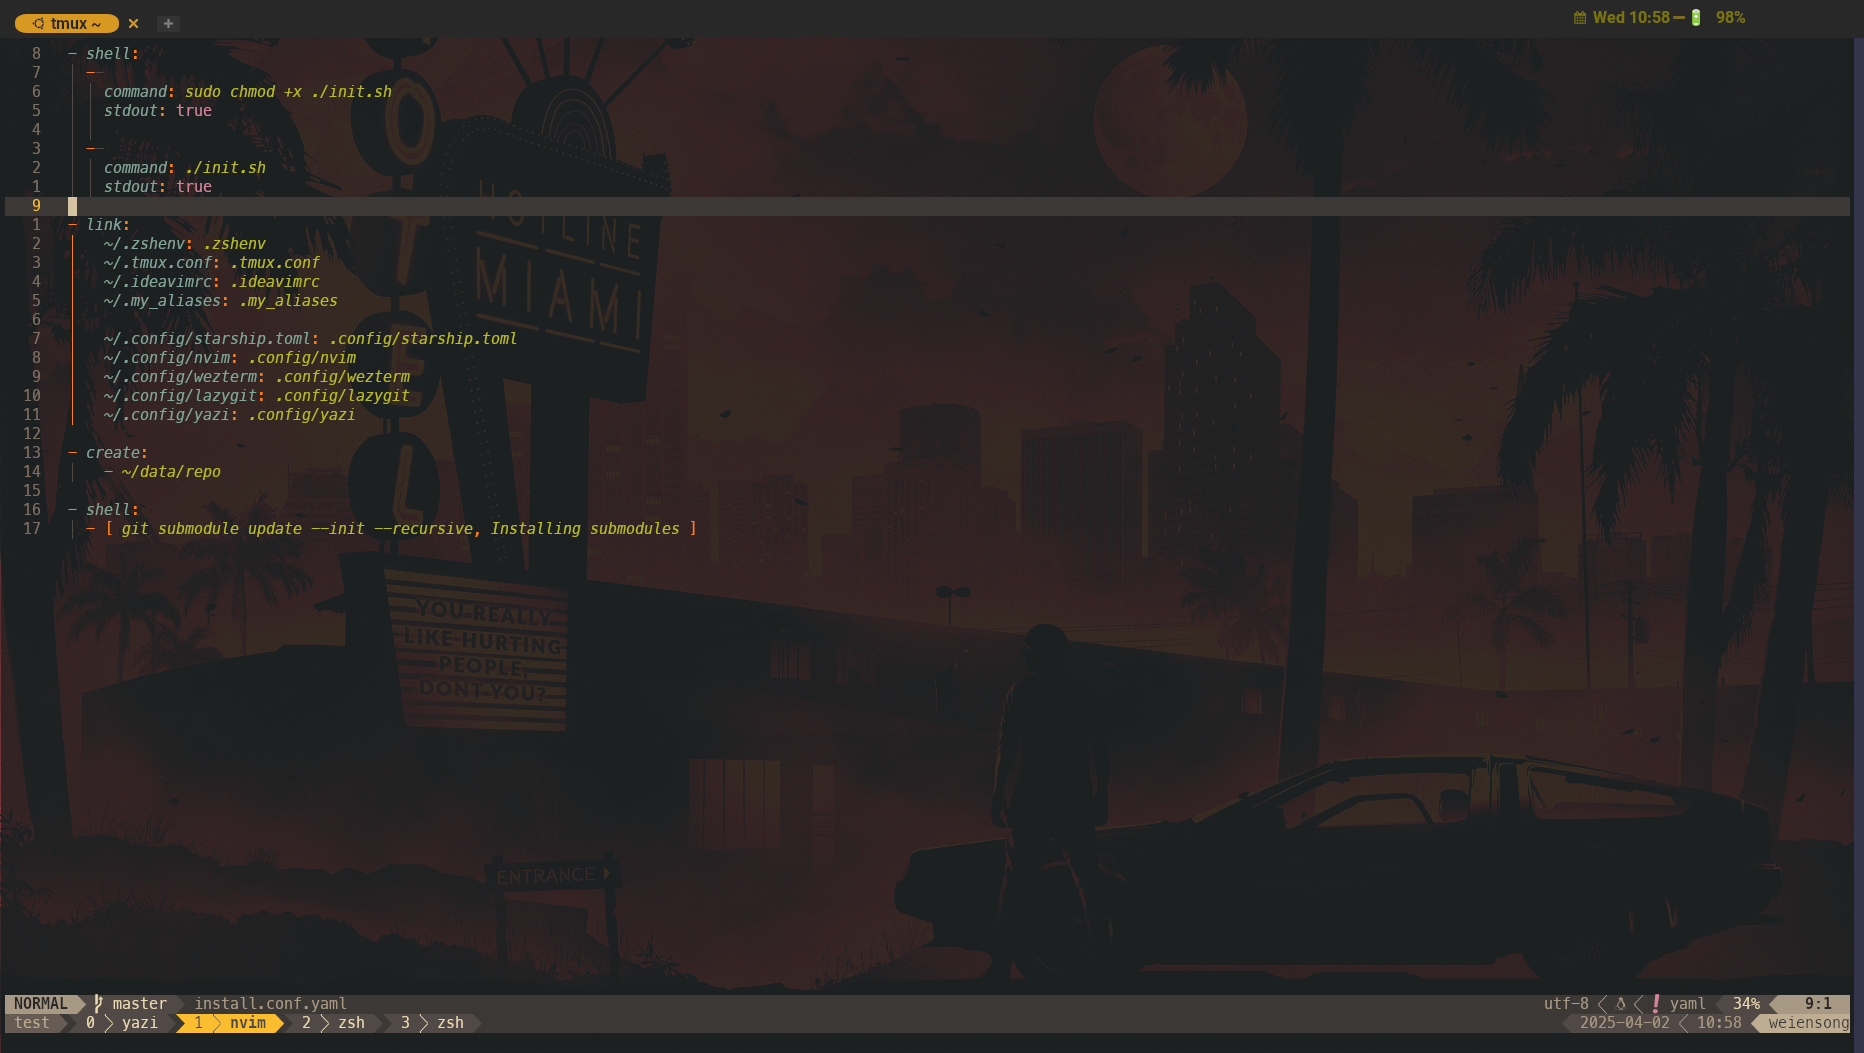 tmux ~ × +
Wed 10:58 – 98%
8 - shell:
7 -
6 command: sudo chmod +x ./init.sh
5 stdout: true
4
3 -
2 command: ./init.sh
1 stdout: true
9
1 - link:
2 ~/.zshenv: .zshenv
3 ~/.tmux.conf: .tmux.conf
4 ~/.ideavimrc: .ideavimrc
5 ~/.my_aliases: .my_aliases
6
7 ~/.config/starship.toml: .config/starship.toml
8 ~/.config/nvim: .config/nvim
9 ~/.config/wezterm: .config/wezterm
10 ~/.config/lazygit: .config/lazygit
11 ~/.config/yazi: .config/yazi
12
13 - create:
14 - ~/data/repo
15
16 - shell:
17 - [ git submodule update --init --recursive, Installing submodules ]
HOTLINE
MIAMI
OTEL
YOU REALLY
LIKE HURTING
PEOPLE,
DONT YOU?
ENTRANCE
NORMAL master install.conf.yaml utf-8 yaml 34% 9:1
test 0 yazi 1 nvim 2 zsh 3 zsh 2025-04-02 10:58 weiensong